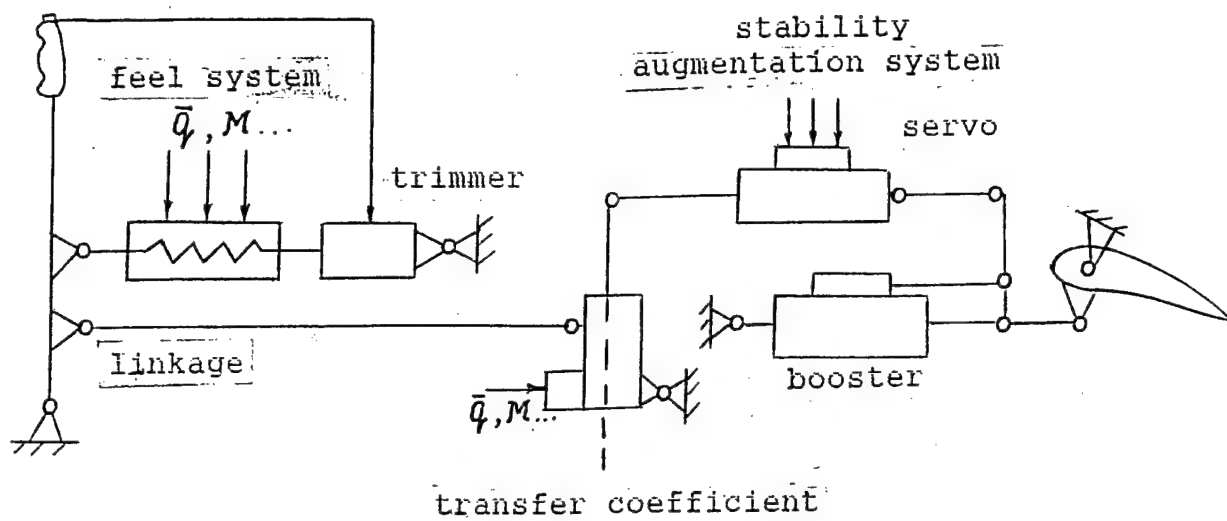 stability
augmentation system
feel system
q̄, M...
servo
trimmer
linkage
booster
q̄, M...
transfer coefficient